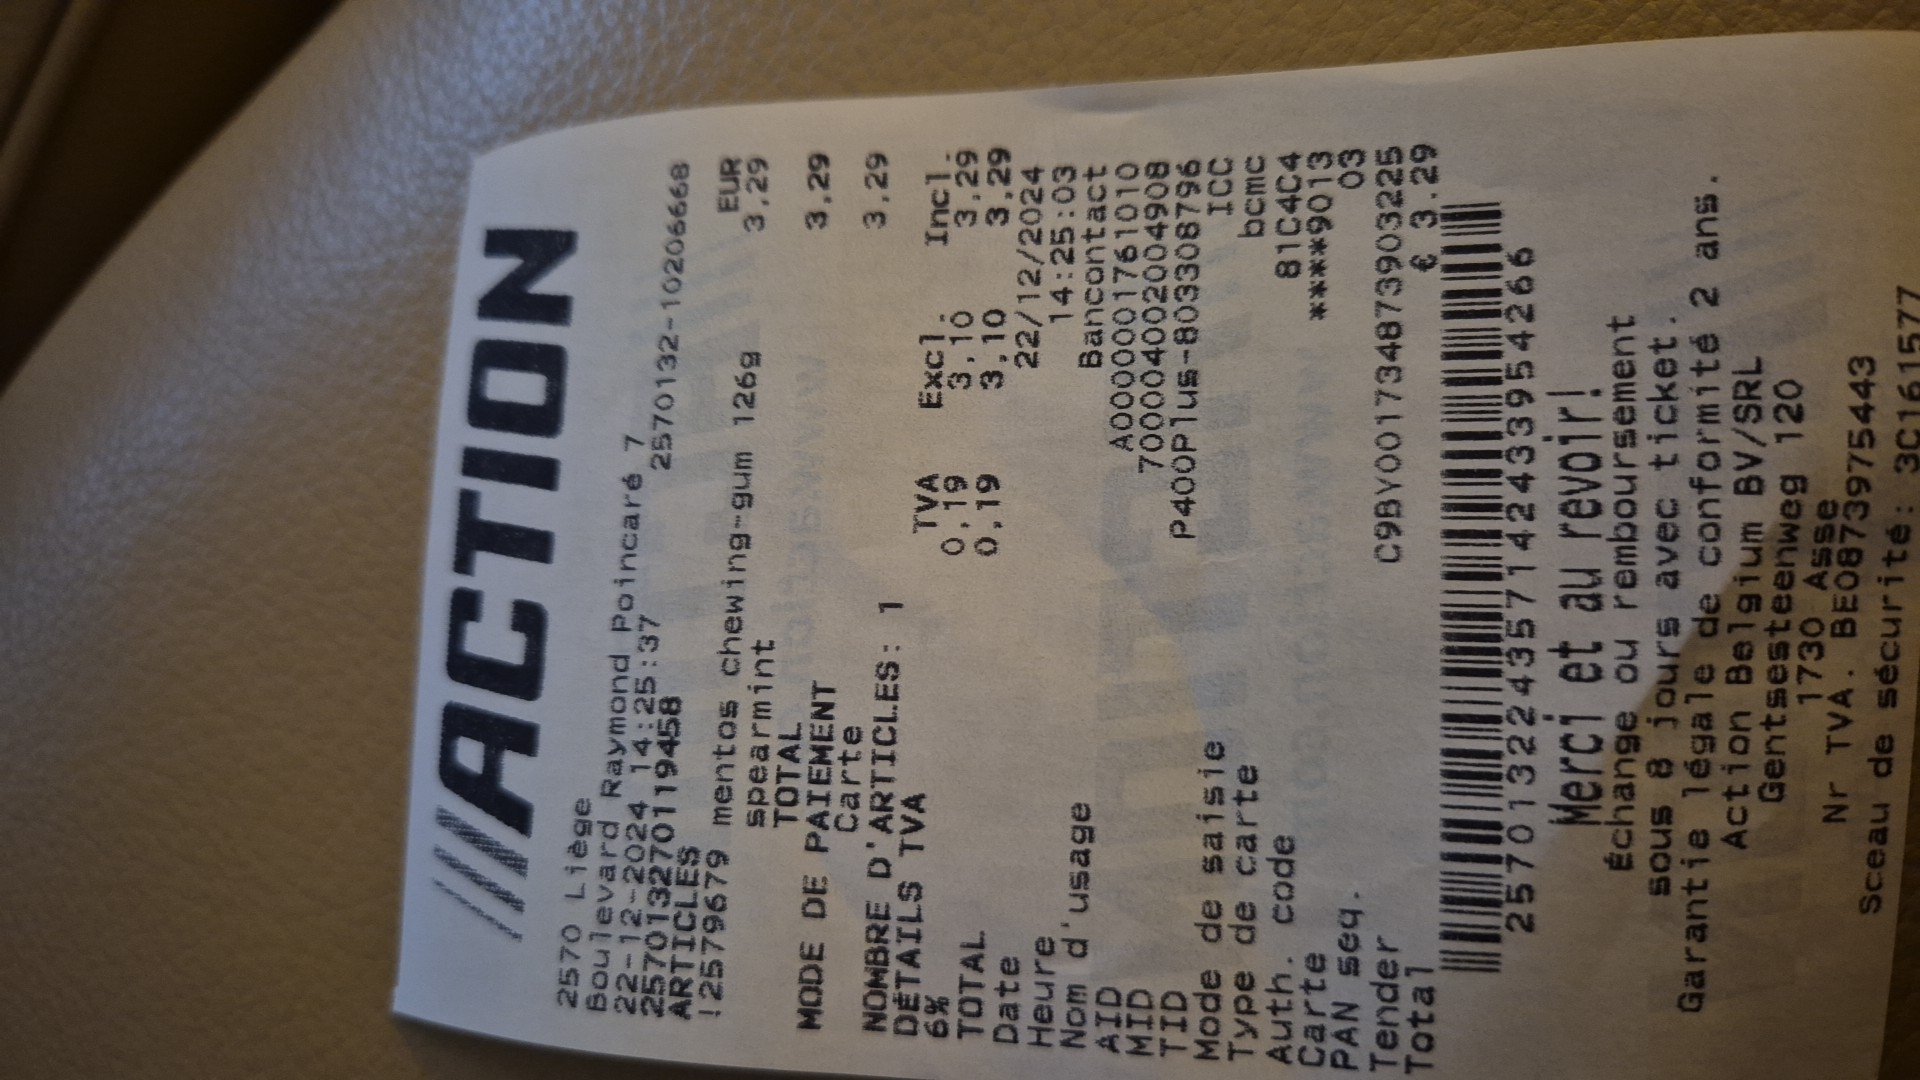 ACTION
2570 Liège
Boulevard Raymond Poincaré 7
22-12-2024 14:25:37 2570132-10206668
2570132701 19458
ARTICLES EUR
!2579679 mentos chewing-gum 126g 3,29
spearmint
TOTAL 3,29
MODE DE PAIEMENT
Carte 3,29
NOMBRE D'ARTICLES: 1
DÉTAILS TVA TVA Excl. Incl.
6% 0,19 3,10 3,29
TOTAL 0,19 3,10 3,29
Date 22/12/2024
Heure 14:25:03
Nom d'usage Bancontact
AID A0000001761010
MID 700004002004908
TID P400Plus-803308796
Mode de saisie ICC
Type de carte bcmc
Auth. code 81C4C4
Carte ****9013
PAN seq. 03
Tender C9BY001734873903225
Total € 3.29
257013224357142433954266
Merci et au revoir!
Échange ou remboursement
sous 8 jours avec ticket.
Garantie légale de conformité 2 ans.
Action Belgium BV/SRL
Gentsesteenweg 120
1730 Asse
Nr TVA. BE0873975443
Sceau de sécurité: 3C161577